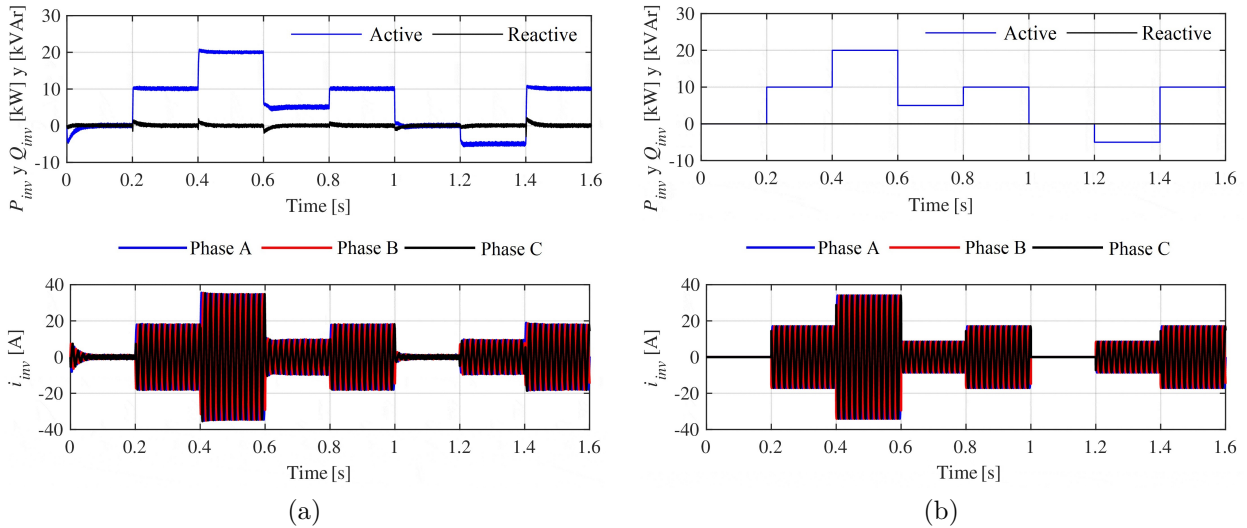 30
20
10
0
-10
P_inv y Q_inv [kW] y [kVAr]
Active
Reactive
0 0.2 0.4 0.6 0.8 1 1.2 1.4 1.6
Time [s]
Phase A Phase B Phase C
40
20
0
-20
-40
i_inv [A]
0 0.2 0.4 0.6 0.8 1 1.2 1.4 1.6
Time [s]
(a)
30
20
10
0
-10
P_inv y Q_inv [kW] y [kVAr]
Active
Reactive
0 0.2 0.4 0.6 0.8 1 1.2 1.4 1.6
Time [s]
Phase A Phase B Phase C
40
20
0
-20
-40
i_inv [A]
0 0.2 0.4 0.6 0.8 1 1.2 1.4 1.6
Time [s]
(b)